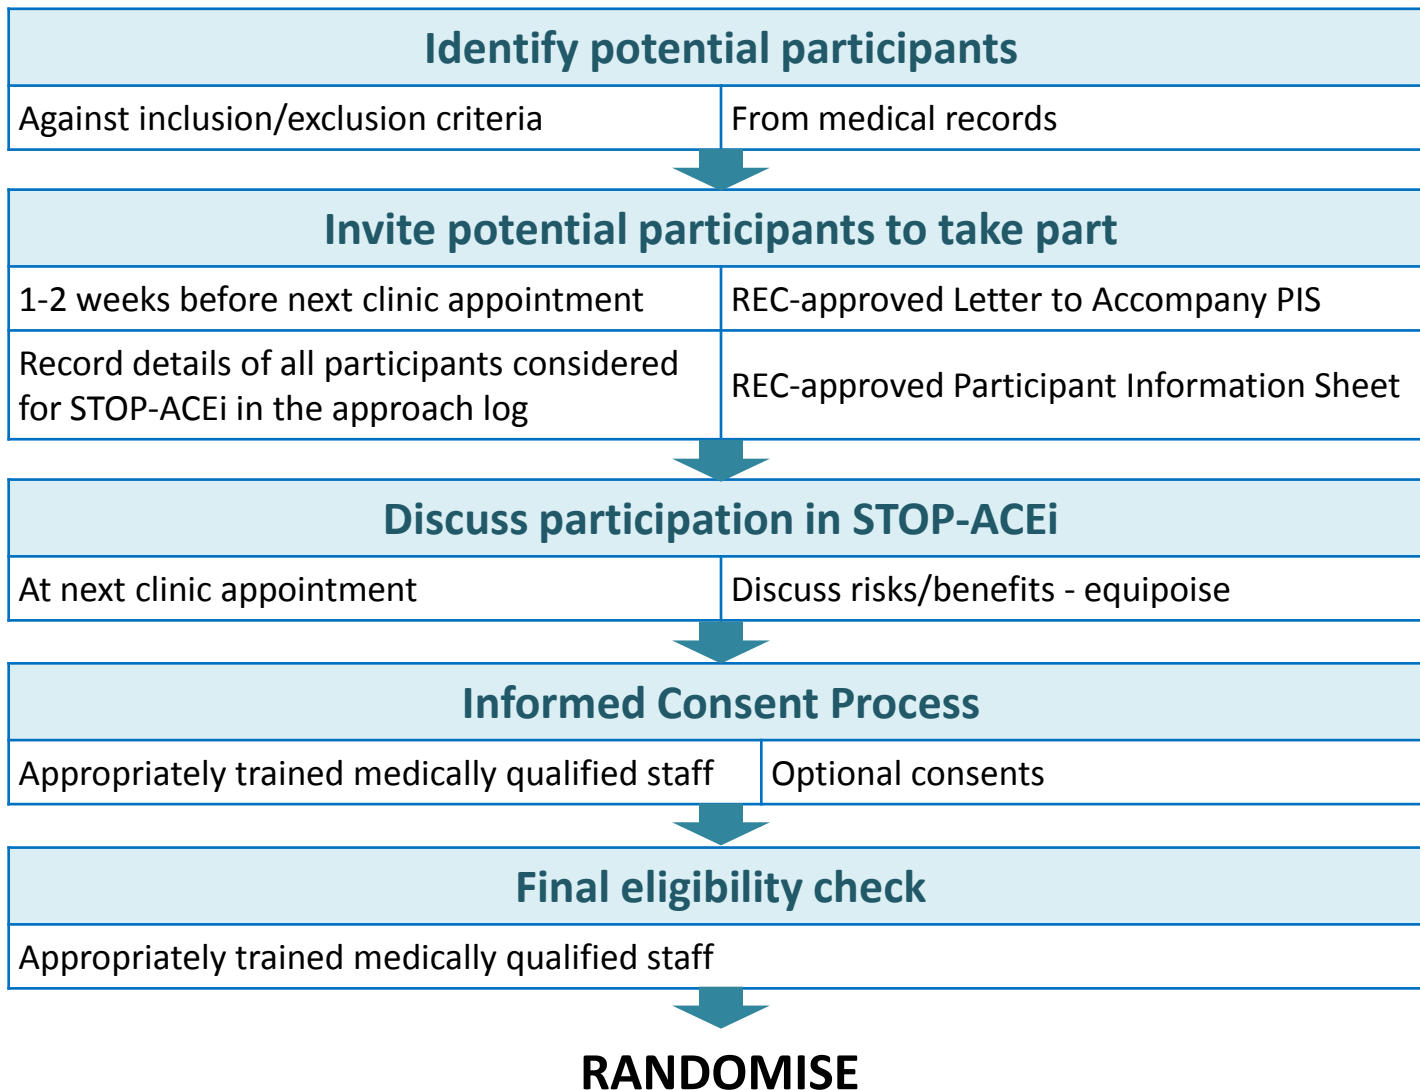 Identify potential participants
Against inclusion/exclusion criteria
From medical records
Invite potential participants to take part
1-2 weeks before next clinic appointment
REC-approved Letter to Accompany PIS
Record details of all participants considered
for STOP-ACEi in the approach log
REC-approved Participant Information Sheet
Discuss participation in STOP-ACEi
At next clinic appointment
Discuss risks/benefits - equipoise
Informed Consent Process
Appropriately trained medically qualified staff
Optional consents
Final eligibility check
Appropriately trained medically qualified staff
RANDOMISE